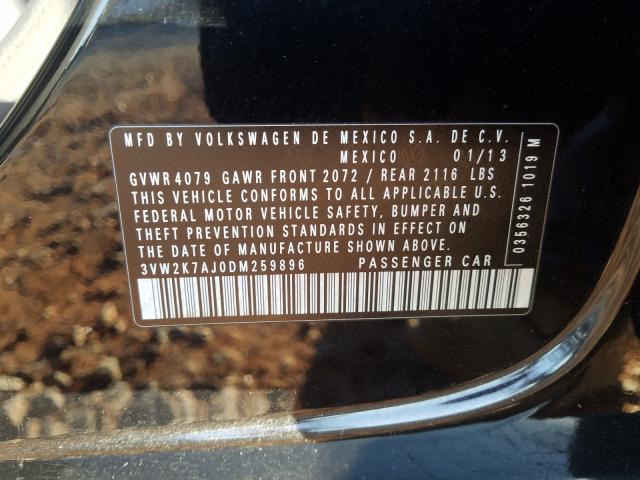 MFD BY VOLKSWAGEN DE MEXICO S.A. DE C.V.
MEXICO 01/13
GVWR 4079 GAWR FRONT 2072 / REAR 2116 LBS
THIS VEHICLE CONFORMS TO ALL APPLICABLE U.S.
FEDERAL MOTOR VEHICLE SAFETY, BUMPER AND
THEFT PREVENTION STANDARDS IN EFFECT ON
THE DATE OF MANUFACTURE SHOWN ABOVE.
3VW2K7AJ0DM259896 PASSENGER CAR
0356326 1019 M